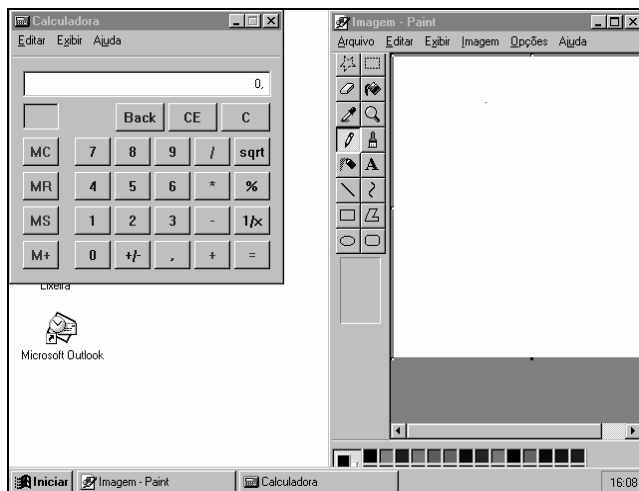 Calculadora
Editar Exibir Ajuda
0,
Back CE C
MC 7 8 9 / sqrt
MR 4 5 6 * %
MS 1 2 3 - 1/x
M+ 0 +/- , + =
Lixeira
Microsoft Outlook
Imagem - Paint
Arquivo Editar Exibir Imagem Opções Ajuda
A
Iniciar Imagem - Paint Calculadora 16:08